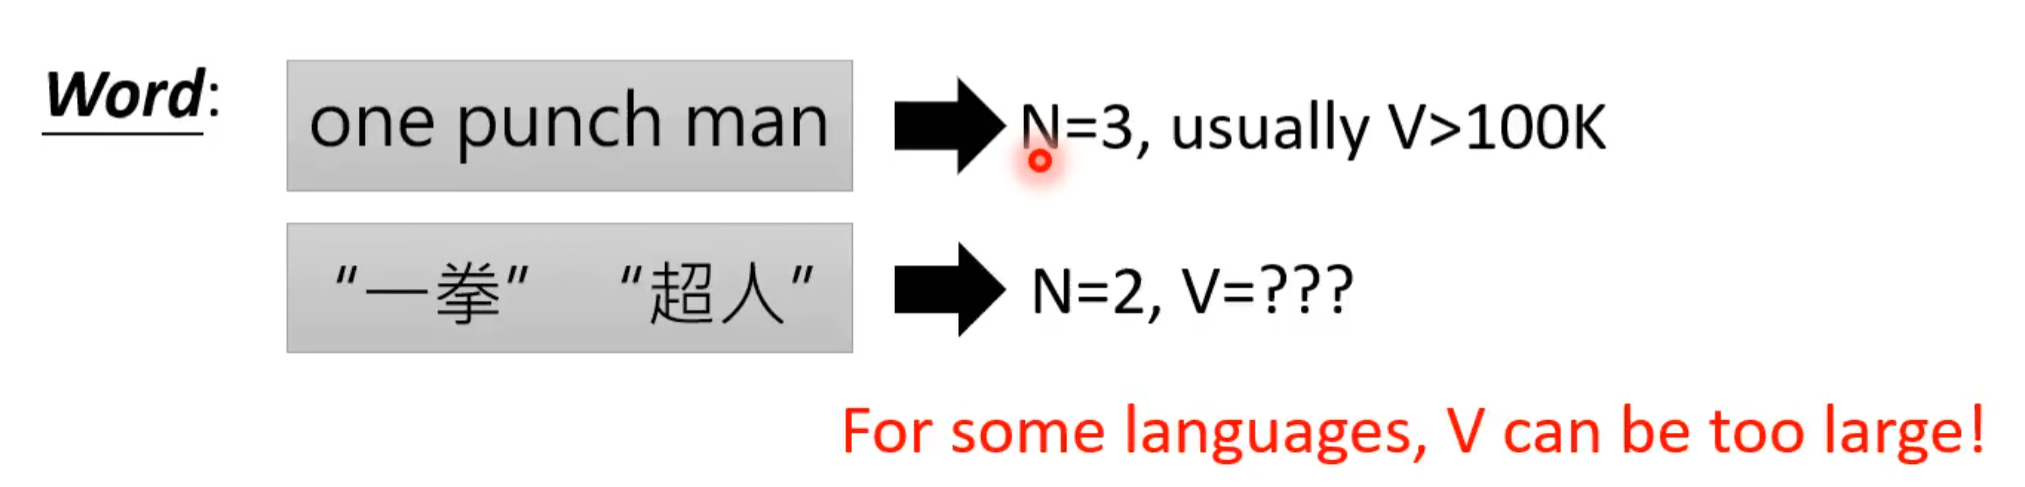 Word: one punch man N=3, usually V>100K
“一拳” “超人” N=2, V=???
For some languages, V can be too large!